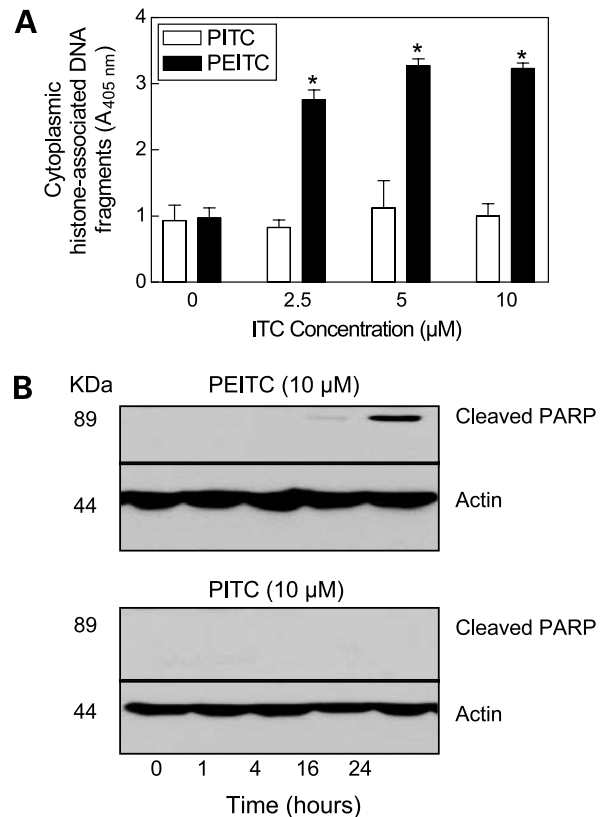 A
4
3
2
1
0
Cytoplasmic
histone-associated DNA
fragments (A405 nm)
PITC
PEITC
* * *
0 2.5 5 10
ITC Concentration (µM)
B
KDa
PEITC (10 µM)
89
Cleaved PARP
44
Actin
PITC (10 µM)
89
Cleaved PARP
44
Actin
0 1 4 16 24
Time (hours)